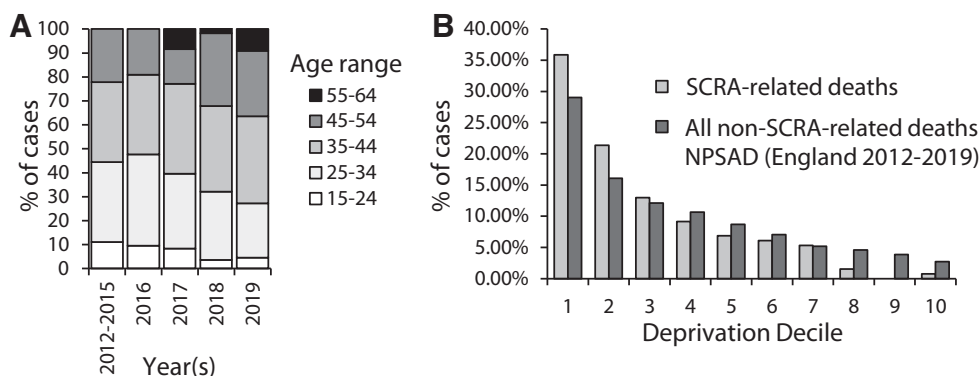 A
% of cases
100
90
80
70
60
50
40
30
20
10
0
2012-2015
2016
2017
2018
2019
Year(s)
Age range
55-64
45-54
35-44
25-34
15-24
B
% of cases
40.00%
35.00%
30.00%
25.00%
20.00%
15.00%
10.00%
5.00%
0.00%
SCRA-related deaths
All non-SCRA-related deaths
NPSAD (England 2012-2019)
1 2 3 4 5 6 7 8 9 10
Deprivation Decile